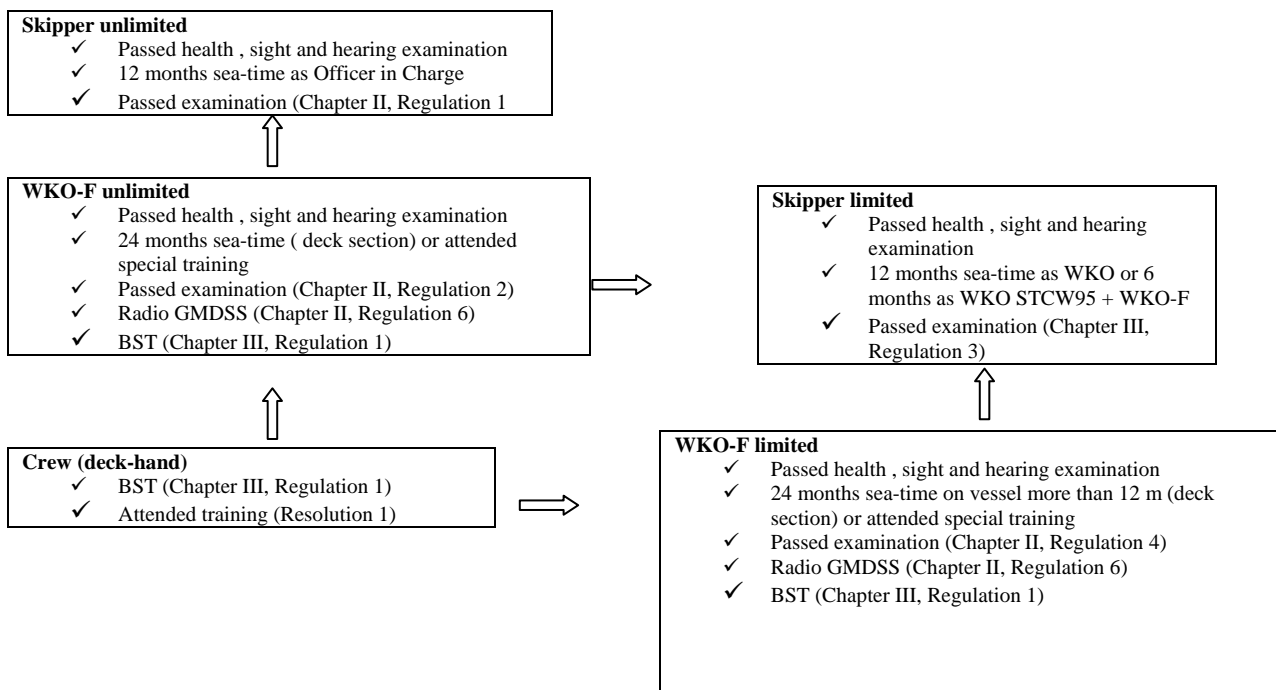 Skipper unlimited
✓ Passed health , sight and hearing examination
✓ 12 months sea-time as Officer in Charge
✓ Passed examination (Chapter II, Regulation 1
WKO-F unlimited
✓ Passed health , sight and hearing examination
✓ 24 months sea-time ( deck section) or attended
special training
✓ Passed examination (Chapter II, Regulation 2)
✓ Radio GMDSS (Chapter II, Regulation 6)
✓ BST (Chapter III, Regulation 1)
Skipper limited
✓ Passed health , sight and hearing
examination
✓ 12 months sea-time as WKO or 6
months as WKO STCW95 + WKO-F
✓ Passed examination (Chapter III,
Regulation 3)
Crew (deck-hand)
✓ BST (Chapter III, Regulation 1)
✓ Attended training (Resolution 1)
WKO-F limited
✓ Passed health , sight and hearing examination
✓ 24 months sea-time on vessel more than 12 m (deck
section) or attended special training
✓ Passed examination (Chapter II, Regulation 4)
✓ Radio GMDSS (Chapter II, Regulation 6)
✓ BST (Chapter III, Regulation 1)